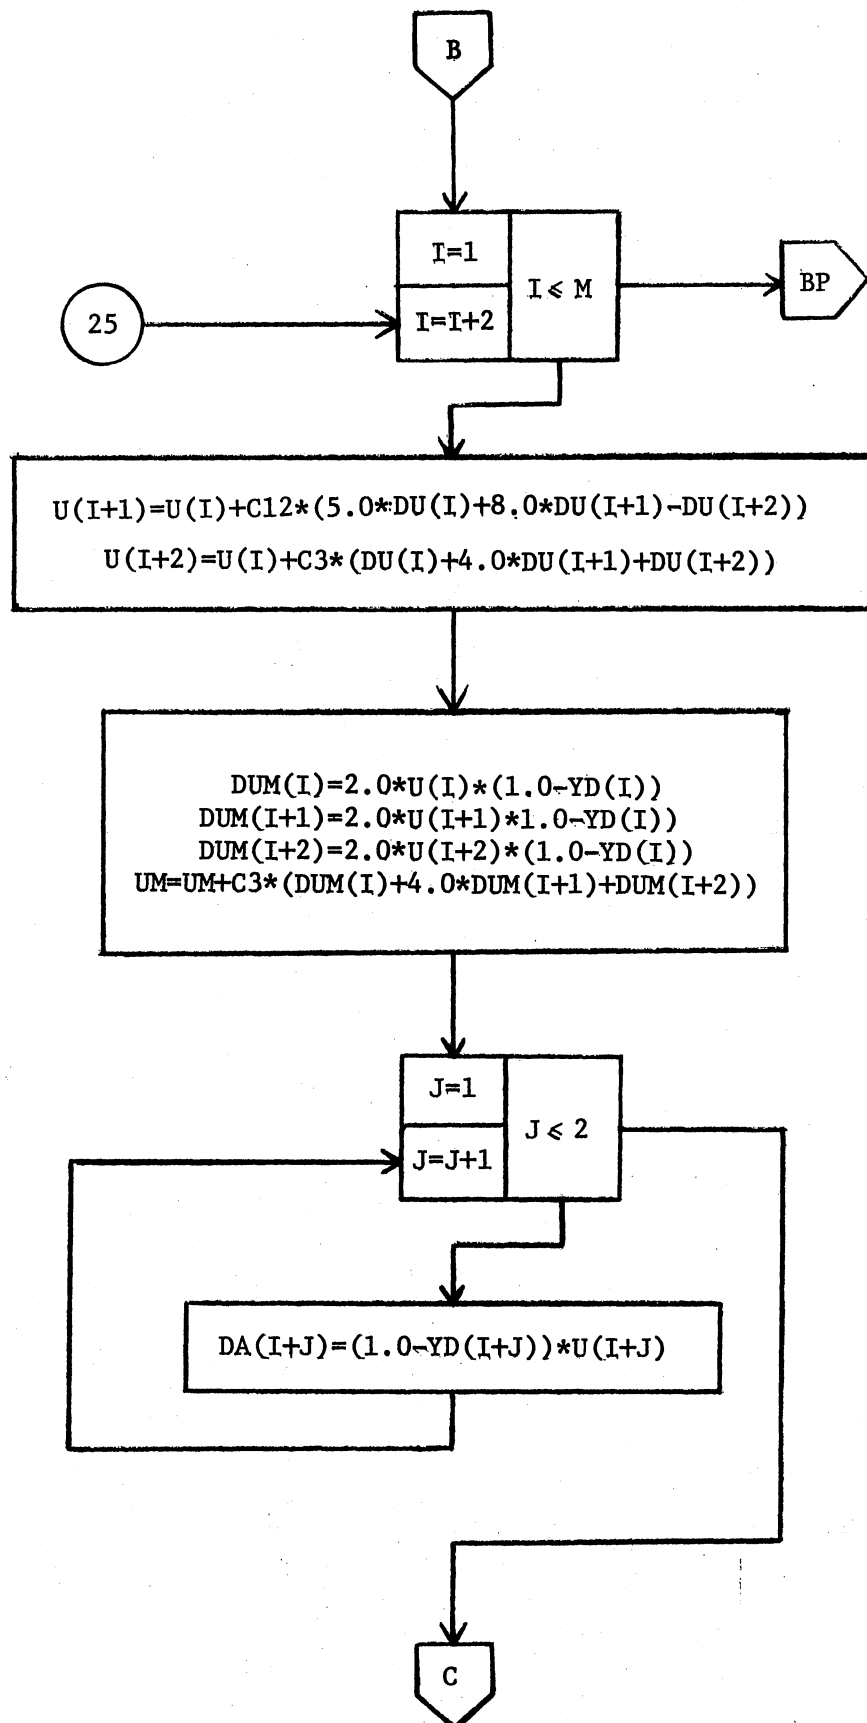 B
I=1
I≤M
BP
25
I=I+2
U(I+1)=U(I)+C12*(5.0*DU(I)+8.0*DU(I+1)-DU(I+2))
U(I+2)=U(I)+C3*(DU(I)+4.0*DU(I+1)+DU(I+2))
DUM(I)=2.0*U(I)*(1.0-YD(I))
DUM(I+1)=2.0*U(I+1)*1.0-YD(I))
DUM(I+2)=2.0*U(I+2)*(1.0-YD(I))
UM=UM+C3*(DUM(I)+4.0*DUM(I+1)+DUM(I+2))
J=1
J≤2
J=J+1
DA(I+J)=(1.0-YD(I+J))*U(I+J)
C